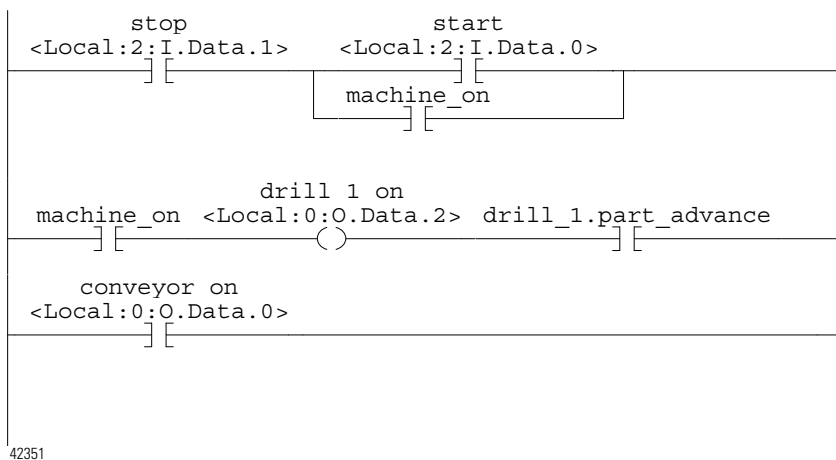 stop start
<Local:2:I.Data.1> <Local:2:I.Data.0>
machine_on
drill 1 on
machine_on <Local:0:O.Data.2> drill_1.part_advance
conveyor on
<Local:0:O.Data.0>
42351